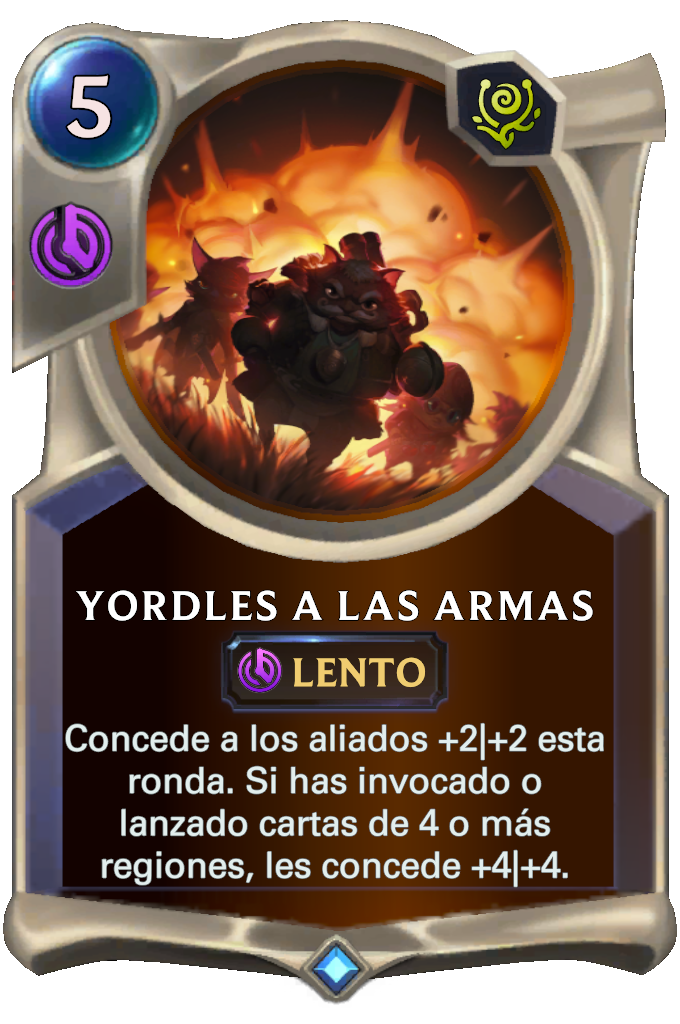 5
YORDLES A LAS ARMAS
LENTO
Concede a los aliados +2|+2 esta
ronda. Si has invocado o
lanzado cartas de 4 o más
regiones, les concede +4|+4.